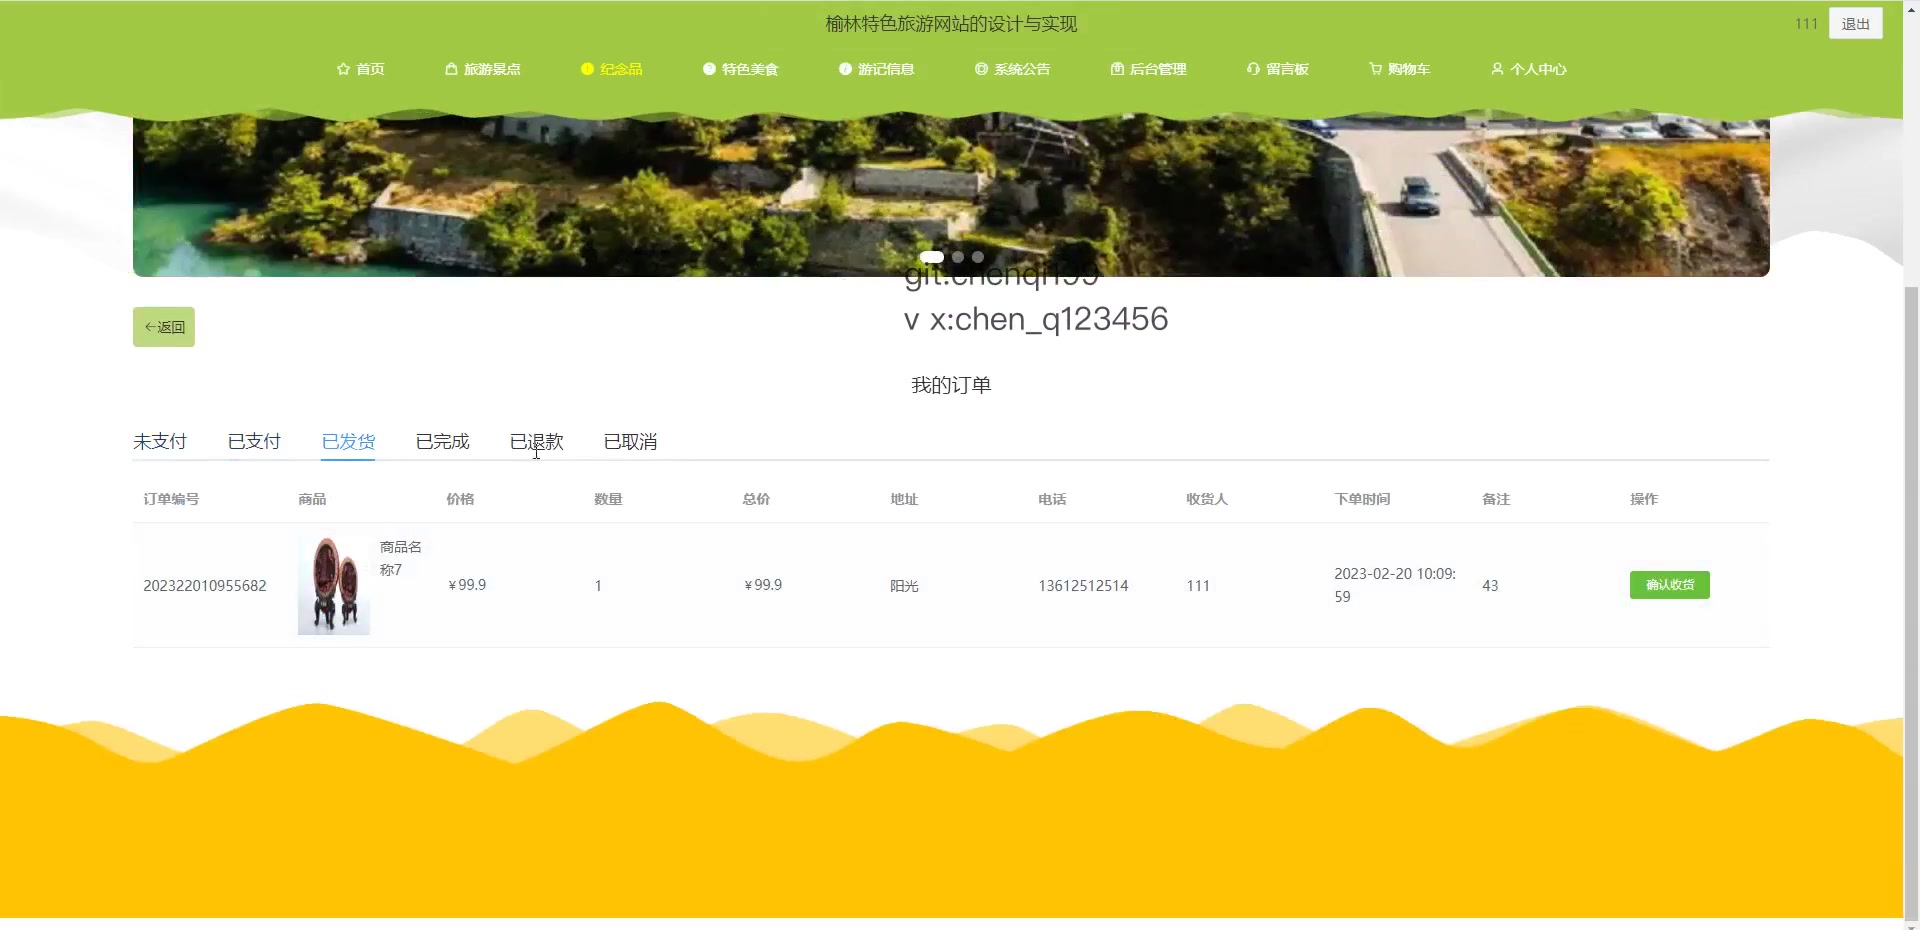 榆林特色旅游网站的设计与实现
111
退出
首页
旅游景点
纪念品
特色美食
游记信息
系统公告
后台管理
留言板
购物车
个人中心
git:chenqi199
v x:chen_q123456
←返回
我的订单
未支付
已支付
已发货
已完成
已退款
已取消
订单编号
商品
价格
数量
总价
地址
电话
收货人
下单时间
备注
操作
202322010955682
商品名
称7
￥99.9
1
￥99.9
阳光
13612512514
111
2023-02-20 10:09:
59
43
确认收货